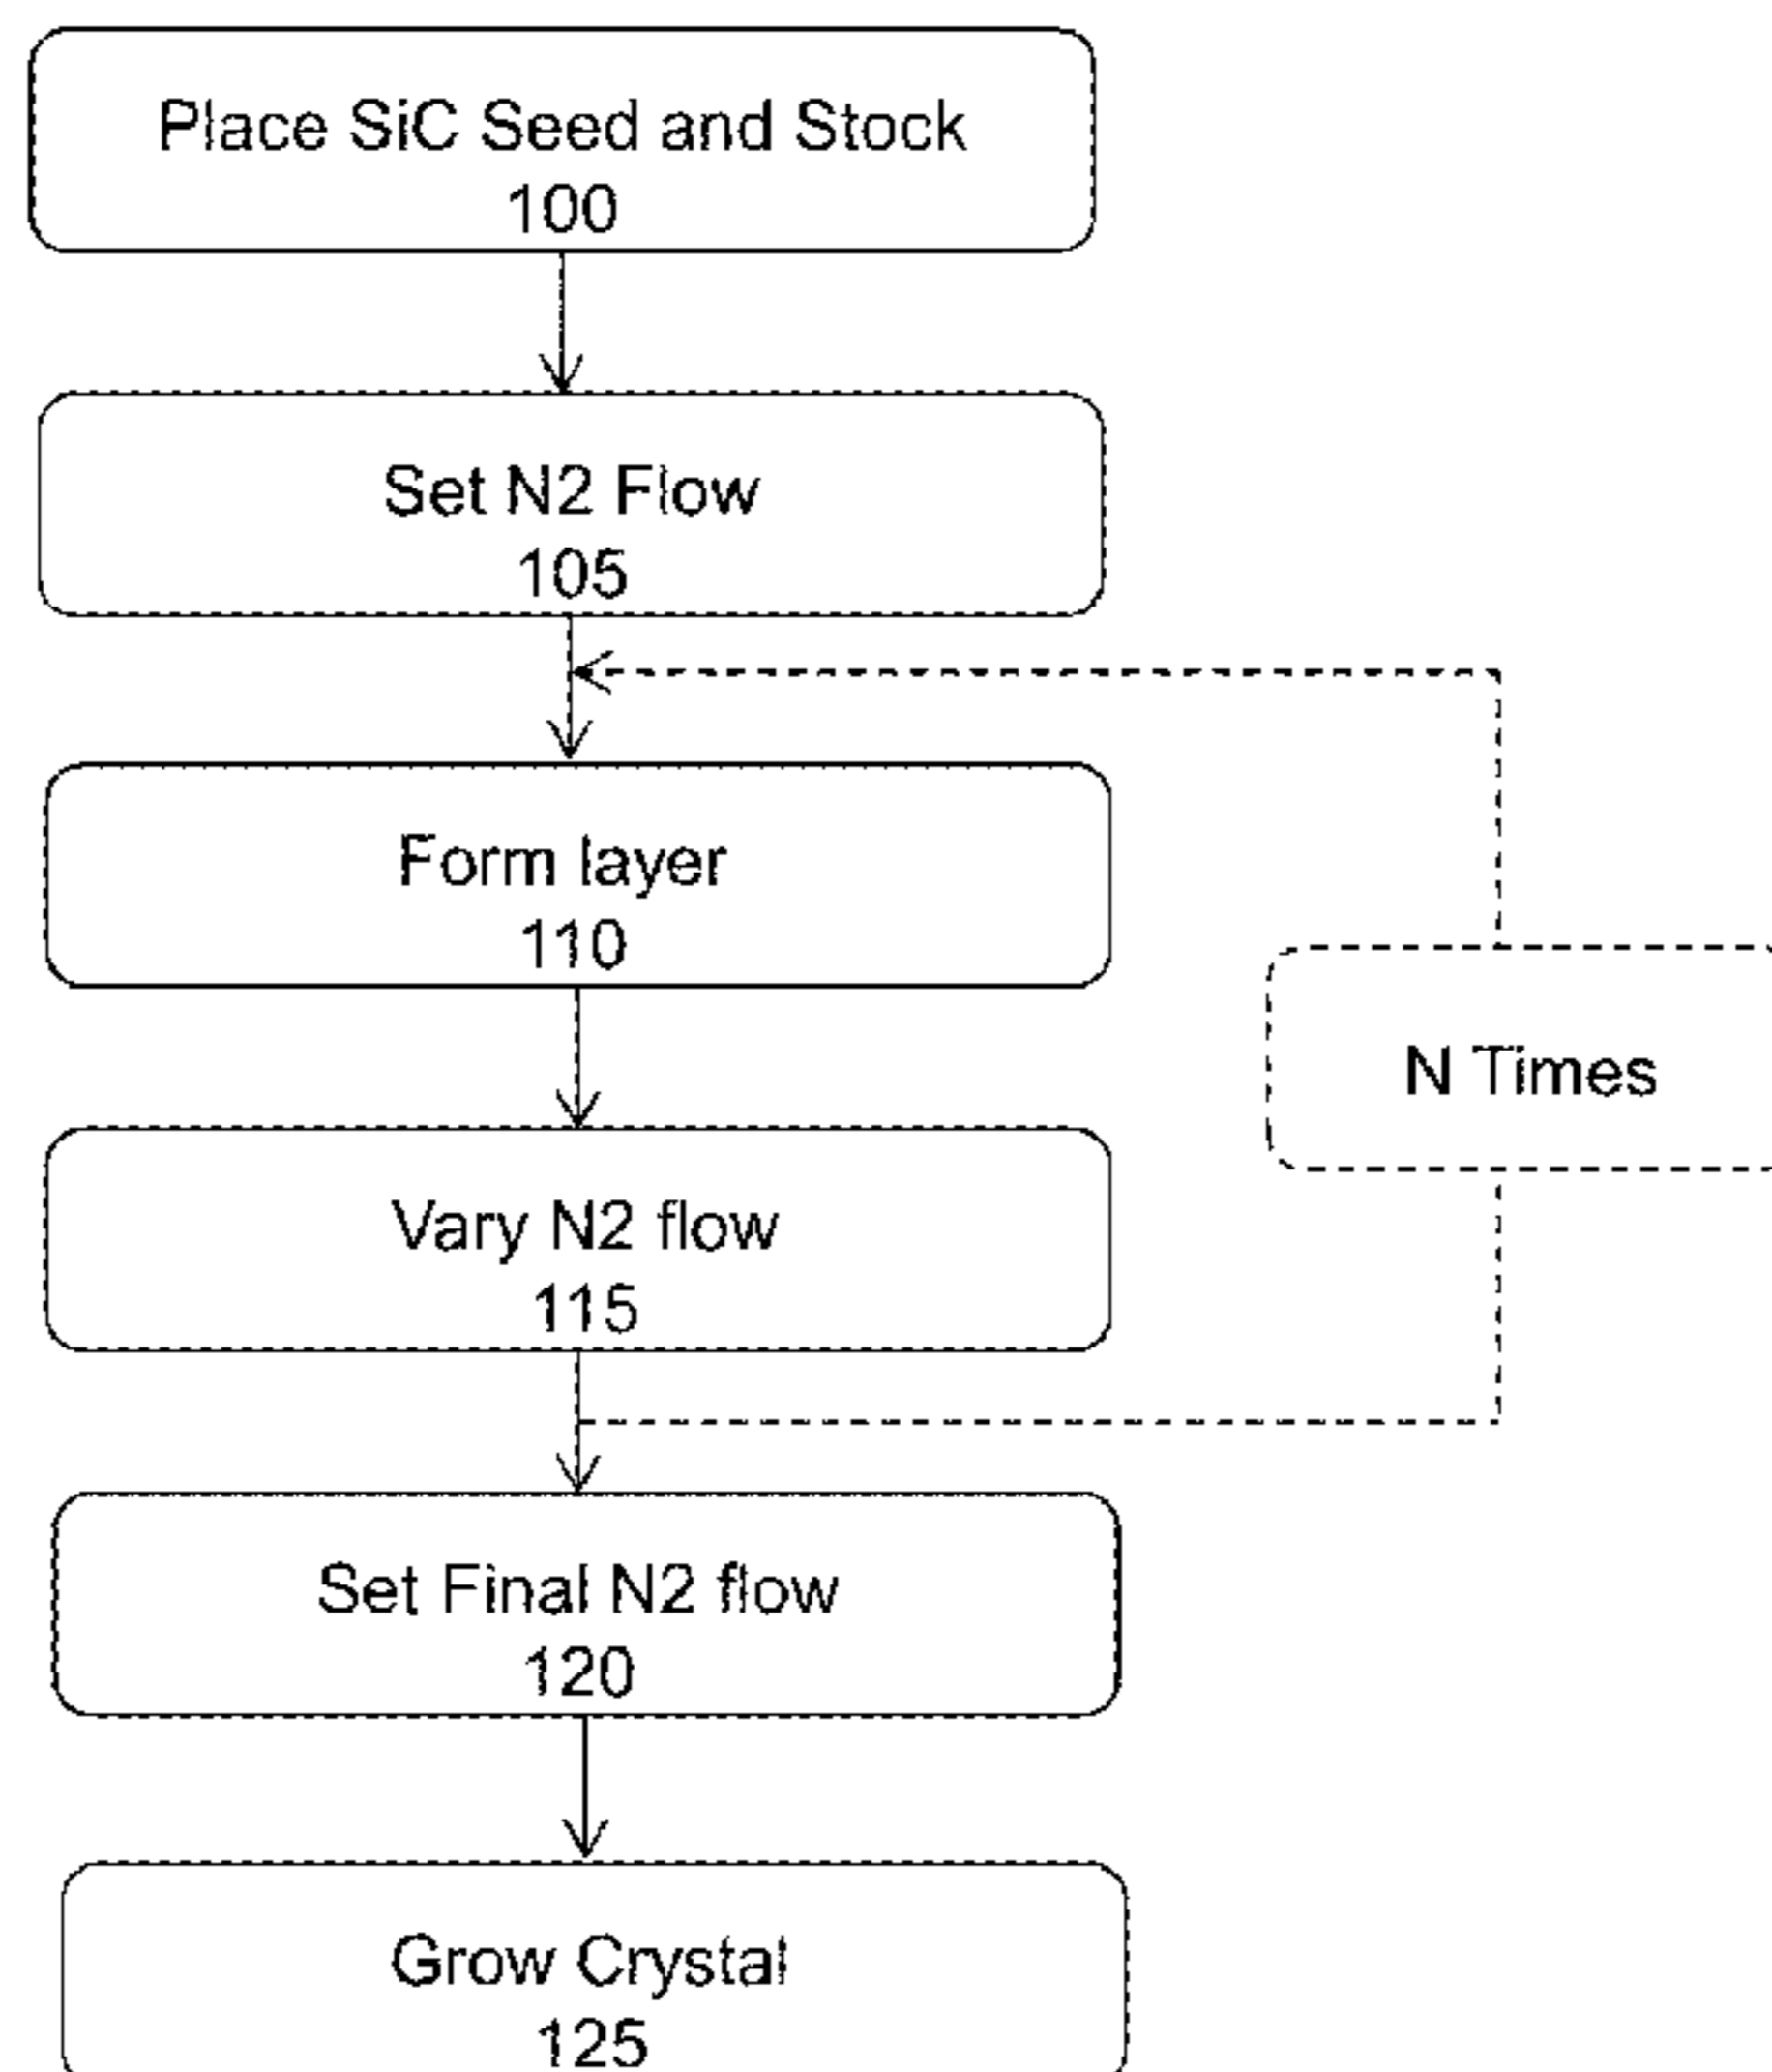 Place SiC Seed and Stock
100
Set N2 Flow
105
Form layer
110
N Times
Vary N2 flow
115
Set Final N2 flow
120
Grow Crystal
125